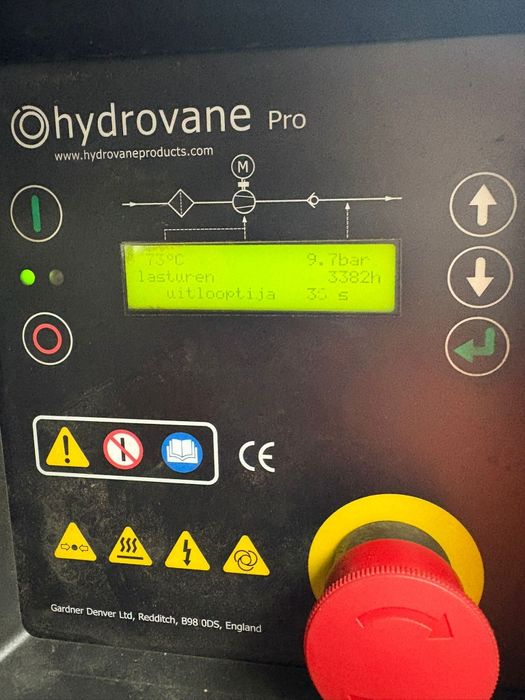 hydrovane Pro
www.hydrovaneproducts.com
M
73°C 9.7bar
lasturen 3382h
uitlooptija 36 s
CE
Gardner Denver Ltd, Redditch, B98 0DS, England